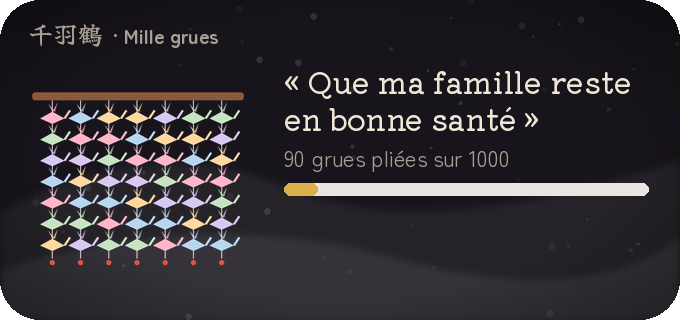 千羽鶴 · Mille grues
« Que ma famille reste
en bonne santé »
90 grues pliées sur 1000